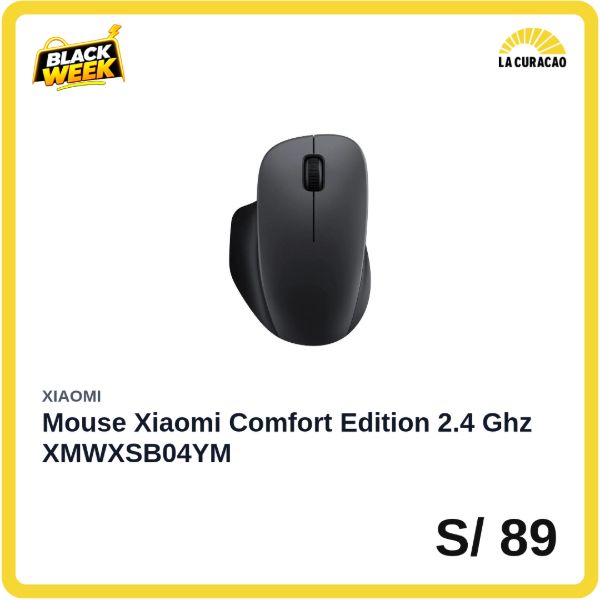 BLACK
WEEK
LA CURACAO
XIAOMI
Mouse Xiaomi Comfort Edition 2.4 Ghz
XMWXSB04YM
S/ 89